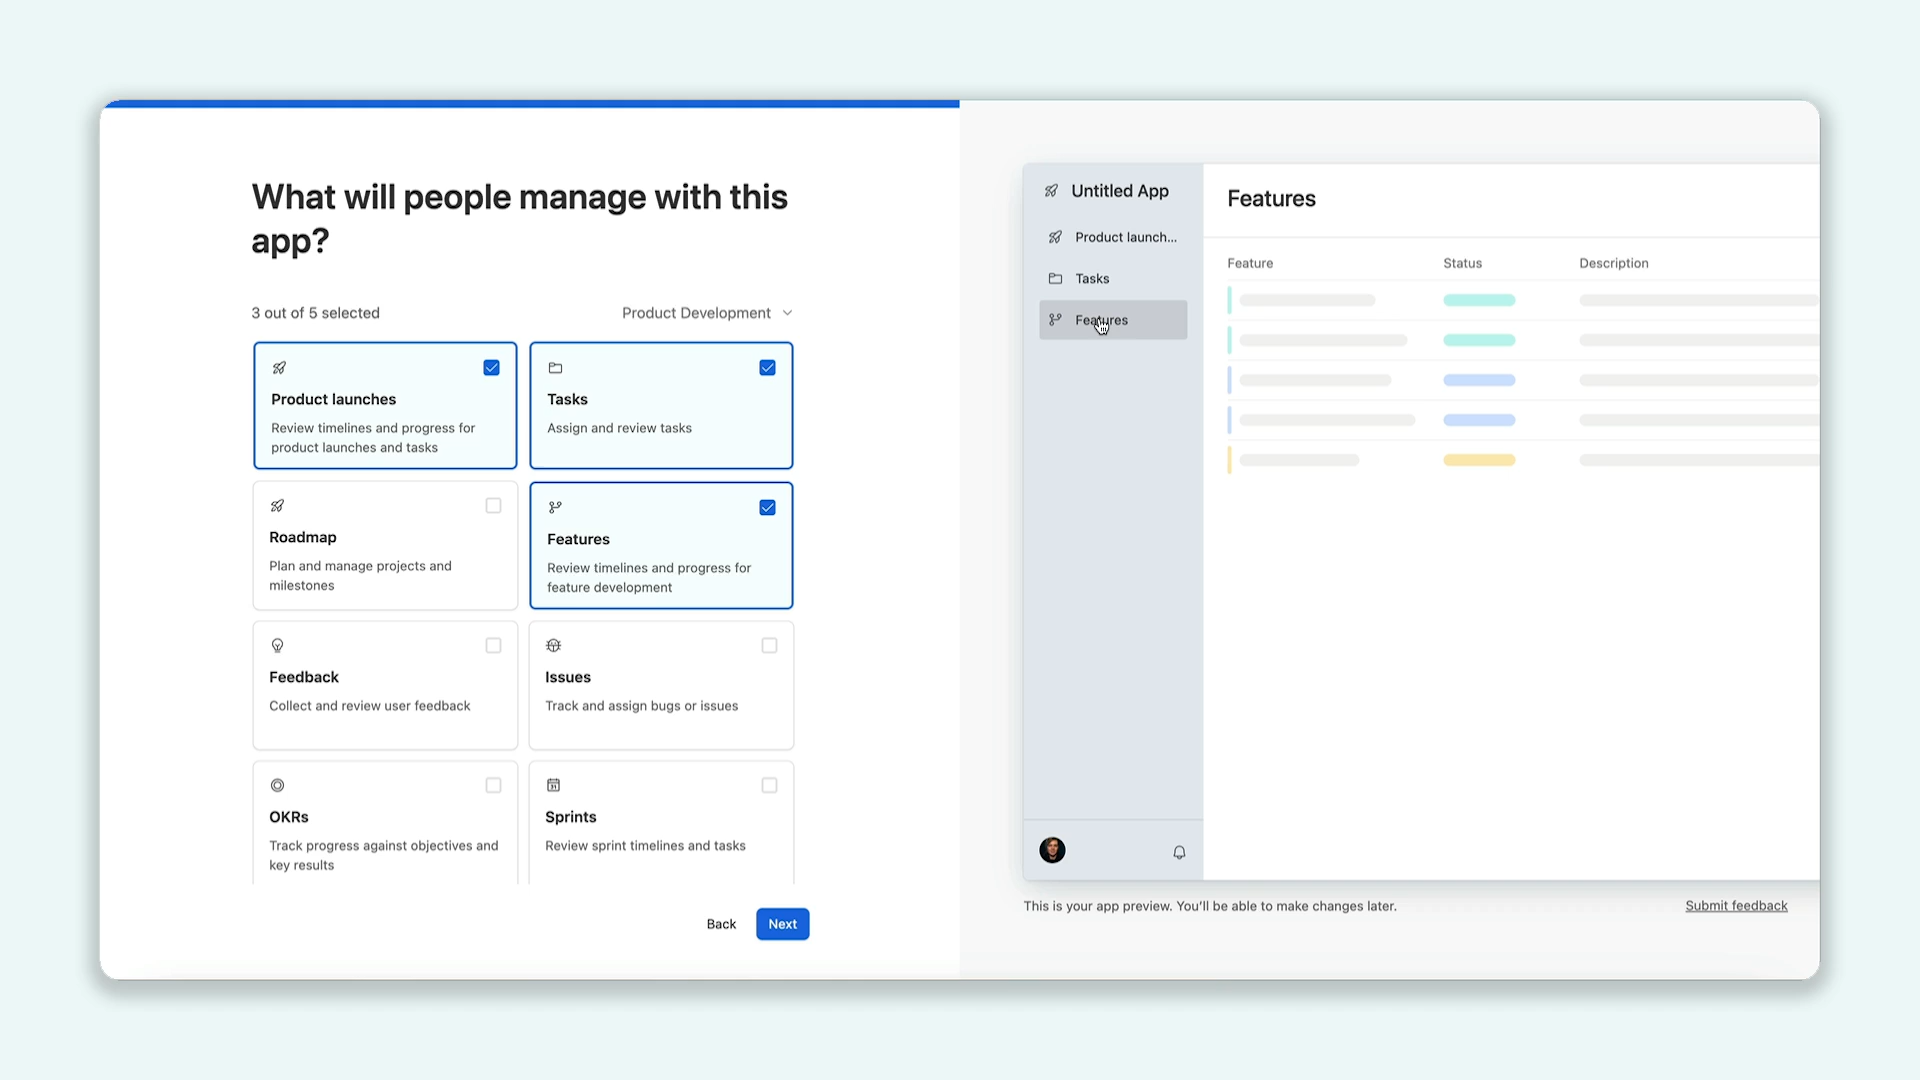 What will people manage with this
app?
3 out of 5 selected
Product Development
Product launches
Review timelines and progress for
product launches and tasks
Tasks
Assign and review tasks
Roadmap
Plan and manage projects and
milestones
Features
Review timelines and progress for
feature development
Feedback
Collect and review user feedback
Issues
Track and assign bugs or issues
OKRs
Track progress against objectives and
key results
Sprints
Review sprint timelines and tasks
Back
Next
Untitled App
Product launch...
Tasks
Features
Features
Feature
Status
Description
This is your app preview. You’ll be able to make changes later.
Submit feedback